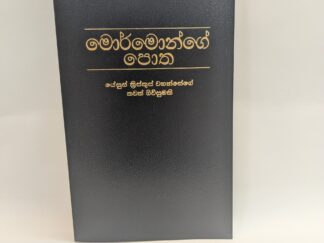 මොර්මොන්ගේ
පොත
යේසුස් ක්‍රිස්තුස් වහන්සේගේ
තවත් ගිවිසුමකි